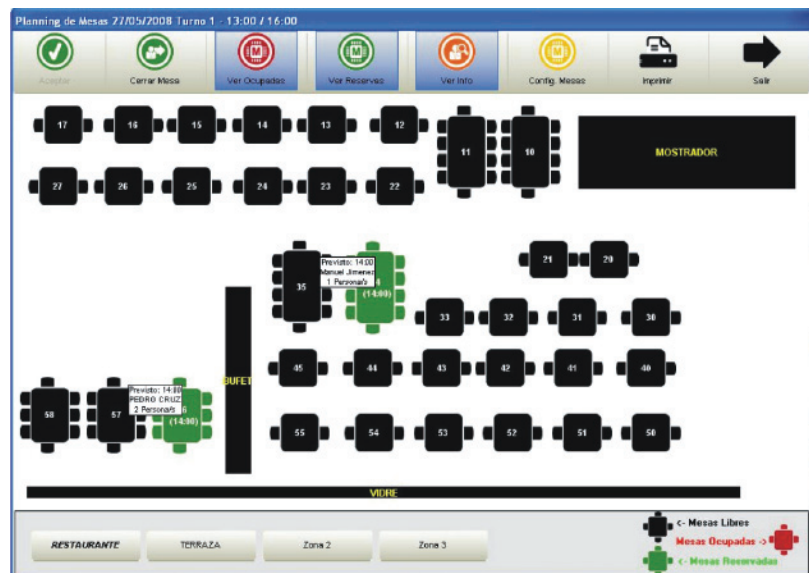 Planning de Mesas 27/05/2008 Turno 1 - 13:00 / 16:00
Aceptar Cerrar Mesa Ver Ocupadas Ver Reservas Ver Info Config. Mesas Imprimir Salir
17 16 15 14 13 12
11 10
MOSTRADOR
27 26 25 24 23 22
21 20
Previsto: 14:00
Manuel Jimenez
1 Persona/s
35 4
(14:00)
33 32 31 30
45 44 43 42 41 40
BUFET
Previsto: 14:00
PEDRO CRUZ
2 Persona/s
58 57 6
(14:00)
55 54 53 52 51 50
VIDRE
RESTAURANTE TERRAZA Zona 2 Zona 3
<- Mesas Libres
Mesas Ocupadas ->
<- Mesas Reservadas